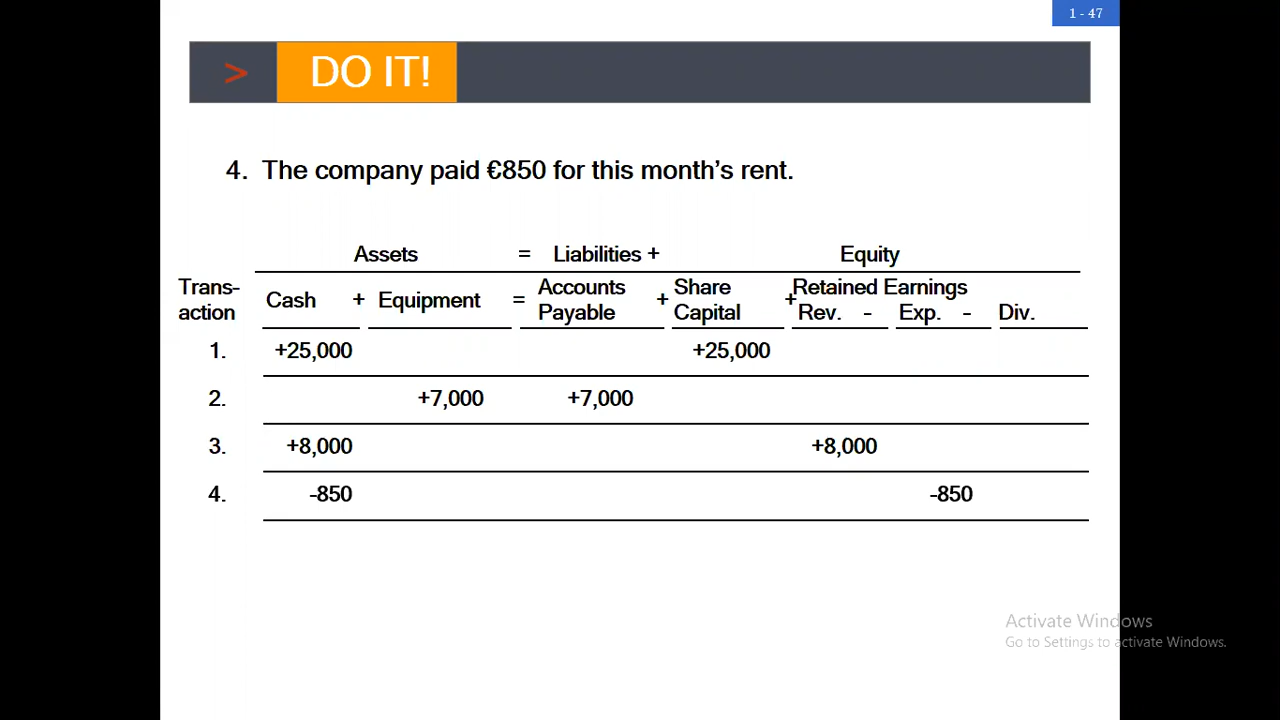 1 - 47
> DO IT!
4. The company paid €850 for this month's rent.
Assets = Liabilities + Equity
Trans- Accounts Share Retained Earnings
Cash + Equipment = + +
action Payable Capital Rev. - Exp. - Div.
1. +25,000 +25,000
2. +7,000 +7,000
3. +8,000 +8,000
4. -850 -850
Activate Windows
Go to Settings to activate Windows.